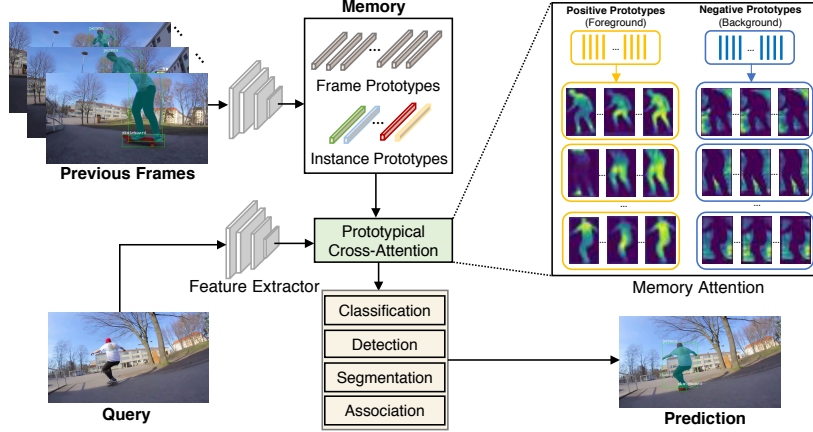 Memory
Positive Prototypes
(Foreground)
Negative Prototypes
(Background)
...
...
...
Frame Prototypes
...
Instance Prototypes
Previous Frames
skateboard
...
...
Prototypical
Cross-Attention
Feature Extractor
Memory Attention
Classification
Detection
Segmentation
Association
Query
Prediction